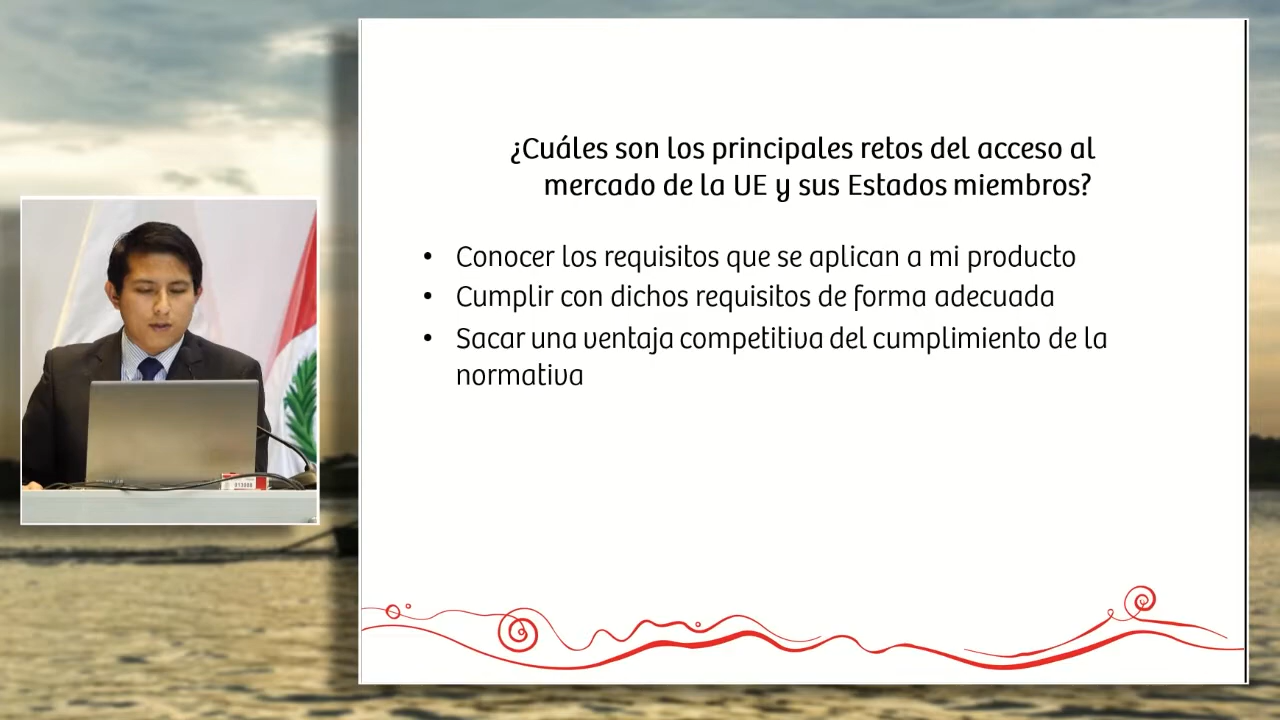 ¿Cuáles son los principales retos del acceso al
mercado de la UE y sus Estados miembros?
• Conocer los requisitos que se aplican a mi producto
• Cumplir con dichos requisitos de forma adecuada
• Sacar una ventaja competitiva del cumplimiento de la
normativa